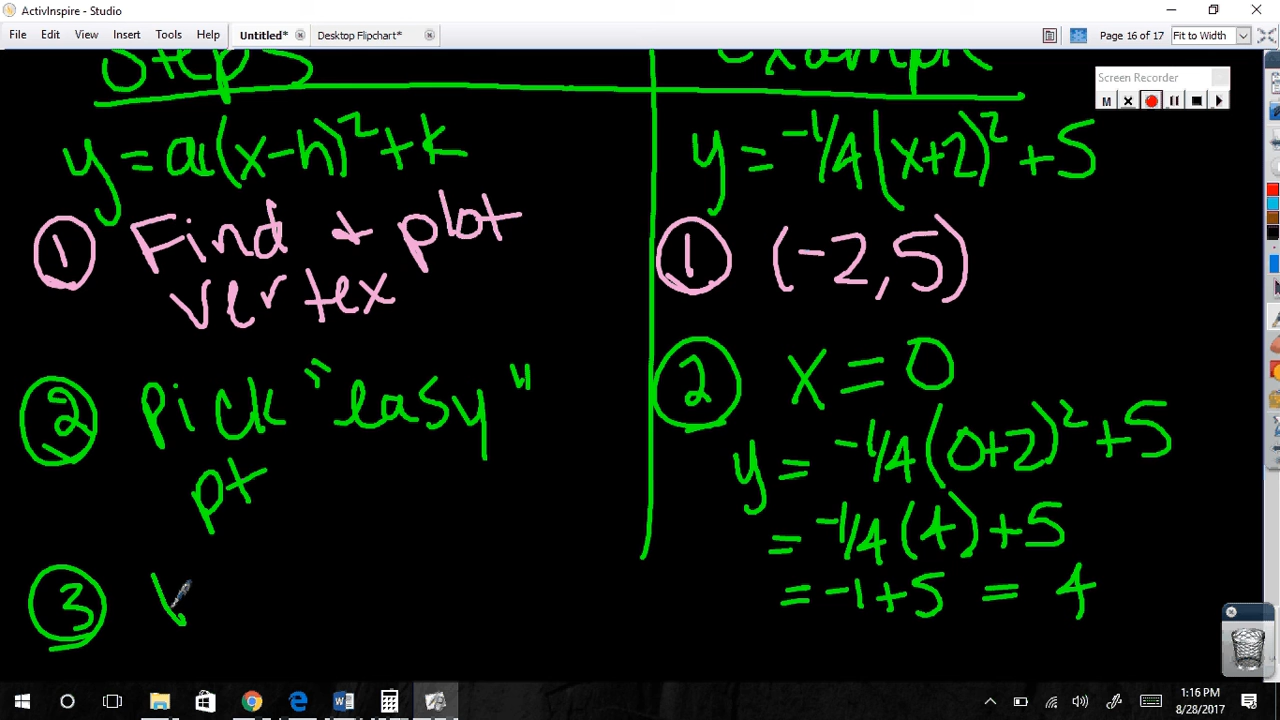 ActivInspire - Studio
File Edit View Insert Tools Help Untitled* Desktop Flipchart* Page 16 of 17 Fit to Width
Screen Recorder
M
Steps
y = a(x-h)² + k
① Find + plot
vertex
② Pick "easy"
pt
③
Example
y = -1/4(x+2)² + 5
① (-2,5)
② x = 0
y = -1/4(0+2)² + 5
= -1/4(4) + 5
= -1+5 = 4
1:16 PM
8/28/2017